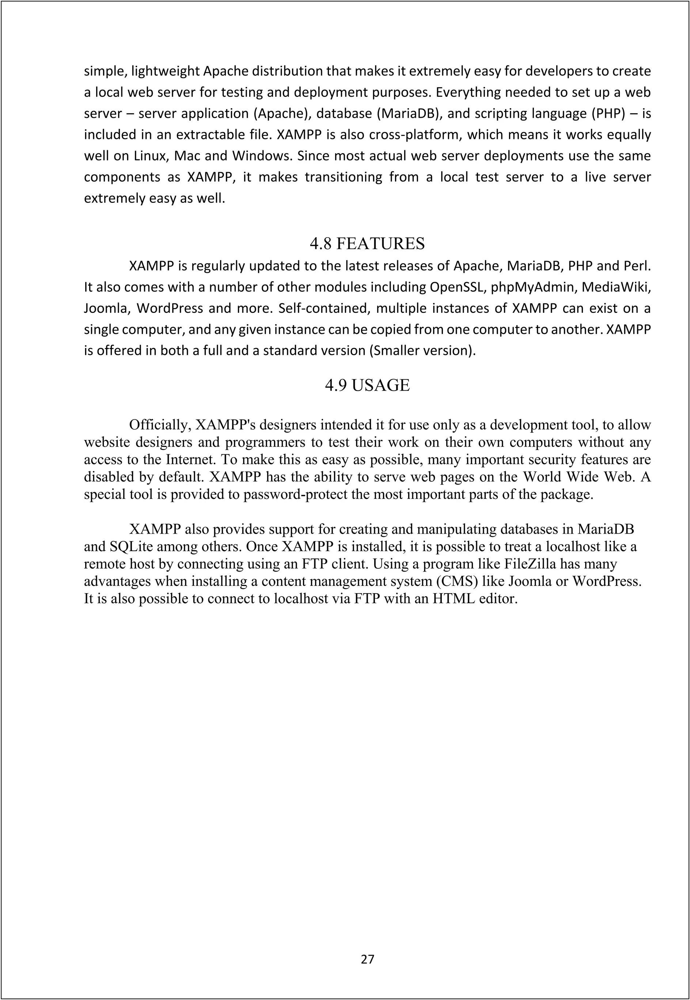 simple, lightweight Apache distribution that makes it extremely easy for developers to create
a local web server for testing and deployment purposes. Everything needed to set up a web
server – server application (Apache), database (MariaDB), and scripting language (PHP) – is
included in an extractable file. XAMPP is also cross-platform, which means it works equally
well on Linux, Mac and Windows. Since most actual web server deployments use the same
components as XAMPP, it makes transitioning from a local test server to a live server
extremely easy as well.
4.8 FEATURES
XAMPP is regularly updated to the latest releases of Apache, MariaDB, PHP and Perl.
It also comes with a number of other modules including OpenSSL, phpMyAdmin, MediaWiki,
Joomla, WordPress and more. Self-contained, multiple instances of XAMPP can exist on a
single computer, and any given instance can be copied from one computer to another. XAMPP
is offered in both a full and a standard version (Smaller version).
4.9 USAGE
Officially, XAMPP's designers intended it for use only as a development tool, to allow
website designers and programmers to test their work on their own computers without any
access to the Internet. To make this as easy as possible, many important security features are
disabled by default. XAMPP has the ability to serve web pages on the World Wide Web. A
special tool is provided to password-protect the most important parts of the package.
XAMPP also provides support for creating and manipulating databases in MariaDB
and SQLite among others. Once XAMPP is installed, it is possible to treat a localhost like a
remote host by connecting using an FTP client. Using a program like FileZilla has many
advantages when installing a content management system (CMS) like Joomla or WordPress.
It is also possible to connect to localhost via FTP with an HTML editor.
27